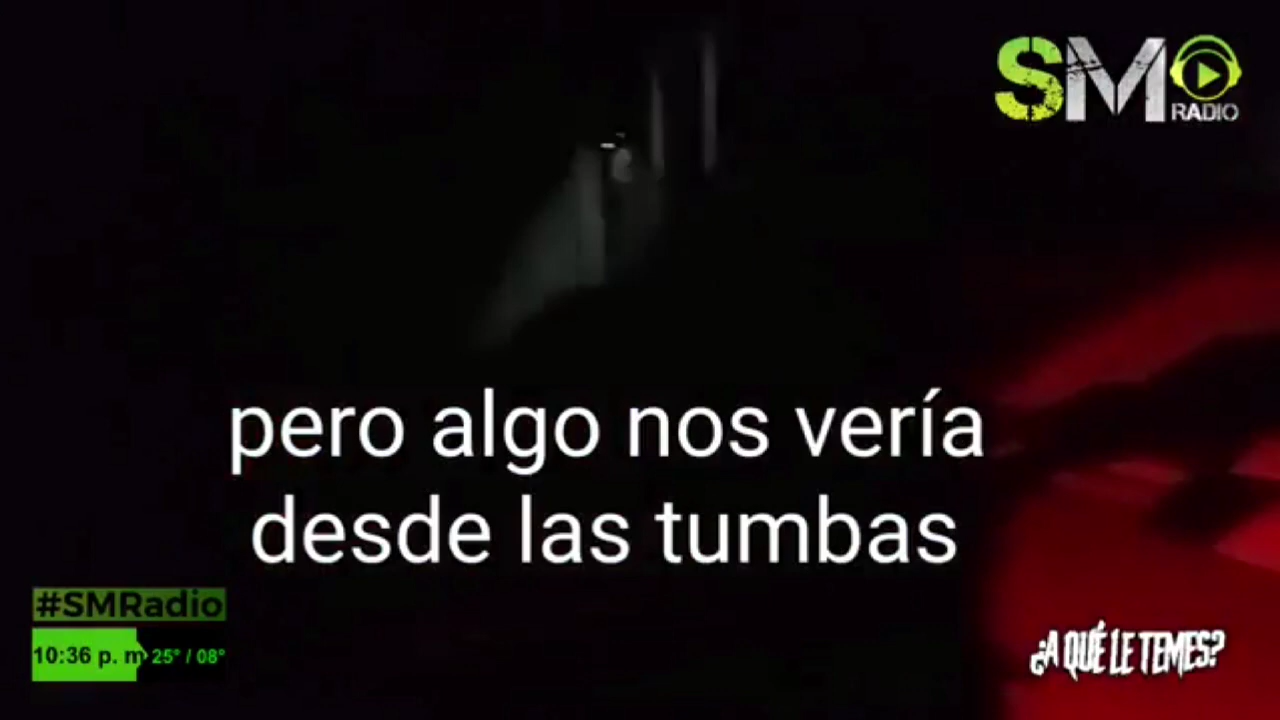 SM
RADIO
pero algo nos vería
desde las tumbas
#SMRadio
10:36 p. m 25° / 08°
¿A QUÉ LE TEMES?